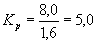 Kp = 8,0/1,6 = 5,0